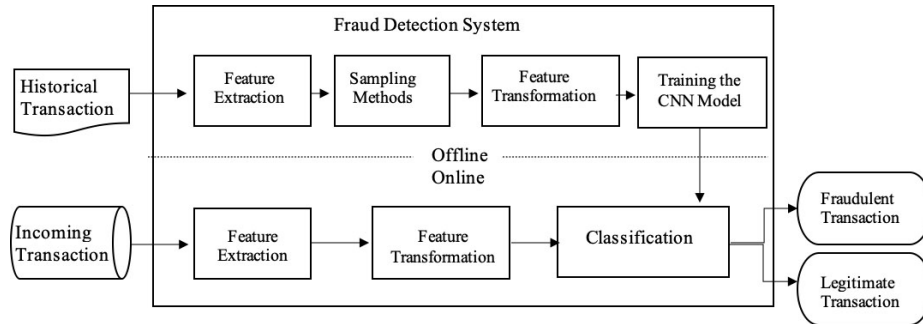 Fraud Detection System
Historical
Transaction
Feature
Extraction
Sampling
Methods
Feature
Transformation
Training the
CNN Model
Offline
Online
Incoming
Transaction
Feature
Extraction
Feature
Transformation
Classification
Fraudulent
Transaction
Legitimate
Transaction